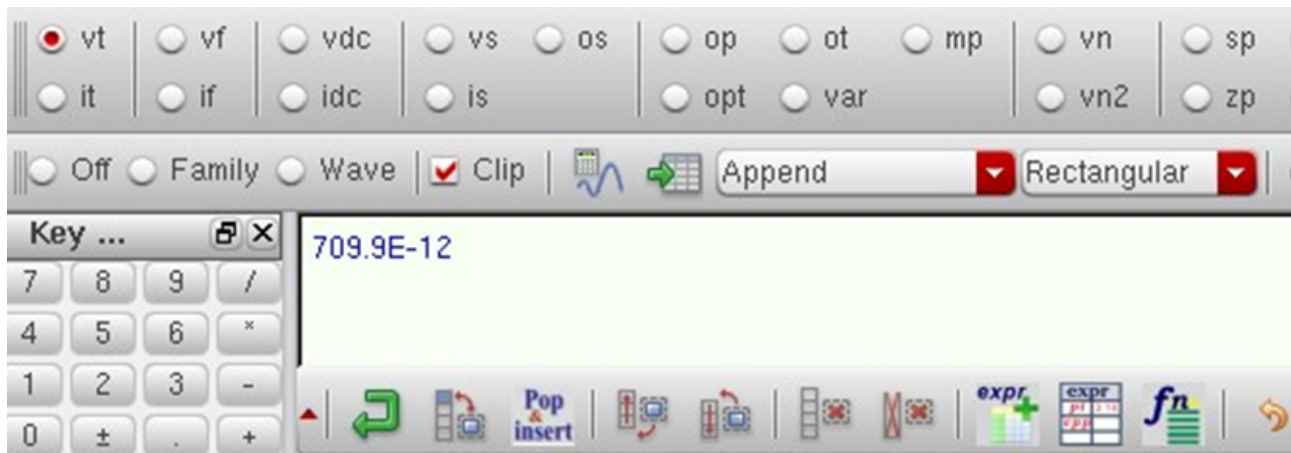 vt vf vdc vs os op ot mp vn sp
it if idc is opt var vn2 zp
Off Family Wave Clip Append Rectangular
Key ...
709.9E-12
7 8 9 /
4 5 6 *
1 2 3 -
0 ± . +
Pop & insert expr expr fn